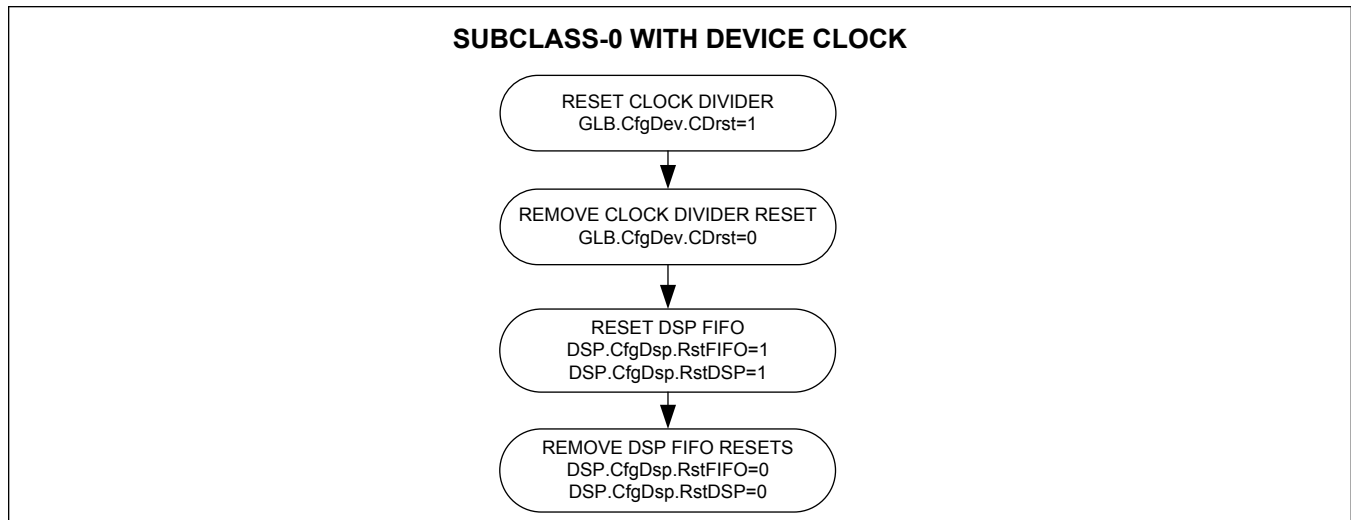 SUBCLASS-0 WITH DEVICE CLOCK
RESET CLOCK DIVIDER
GLB.CfgDev.CDrst=1
REMOVE CLOCK DIVIDER RESET
GLB.CfgDev.CDrst=0
RESET DSP FIFO
DSP.CfgDsp.RstFIFO=1
DSP.CfgDsp.RstDSP=1
REMOVE DSP FIFO RESETS
DSP.CfgDsp.RstFIFO=0
DSP.CfgDsp.RstDSP=0